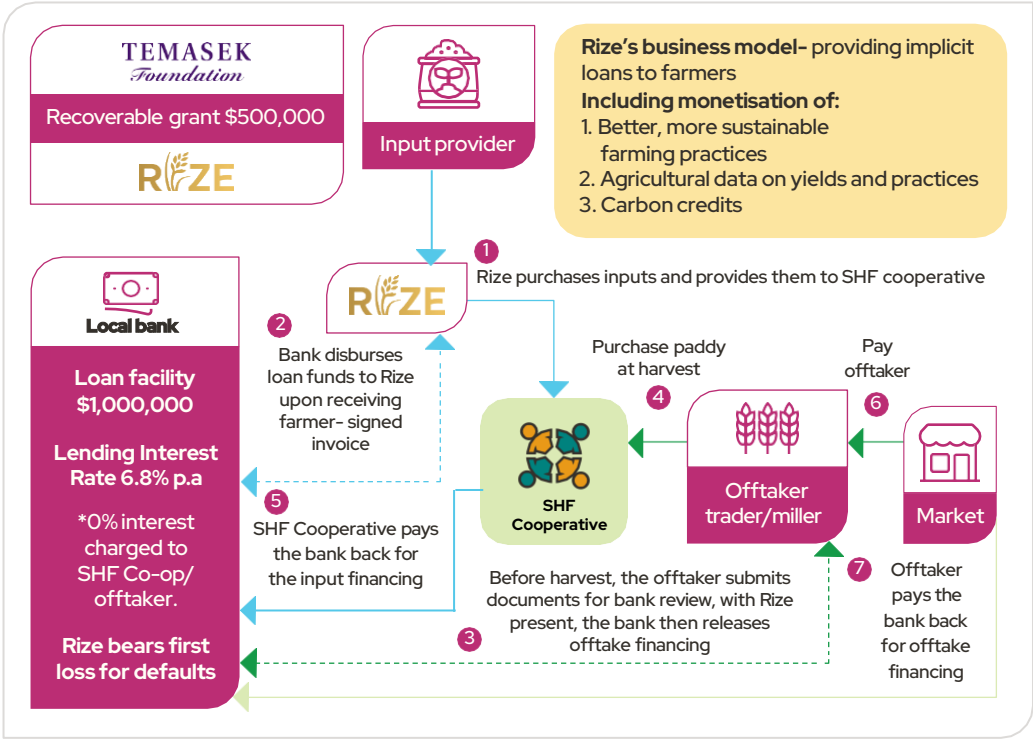 TEMASEK
Foundation
Recoverable grant $500,000
RIZE
Input provider
Rize’s business model- providing implicit
loans to farmers
Including monetisation of:
1. Better, more sustainable
farming practices
2. Agricultural data on yields and practices
3. Carbon credits
1
Rize purchases inputs and provides them to SHF cooperative
RIZE
Local bank
Loan facility
$1,000,000
Lending Interest
Rate 6.8% p.a
*0% interest
charged to
SHF Co-op/
offtaker.
Rize bears first
loss for defaults
2
Bank disburses
loan funds to Rize
upon receiving
farmer- signed
invoice
Purchase paddy
at harvest
4
Pay
offtaker
6
SHF
Cooperative
Offtaker
trader/miller
Market
5
SHF Cooperative pays
the bank back for
the input financing
Before harvest, the offtaker submits
documents for bank review, with Rize
present, the bank then releases
offtake financing
3
7
Offtaker
pays the
bank back
for offtake
financing